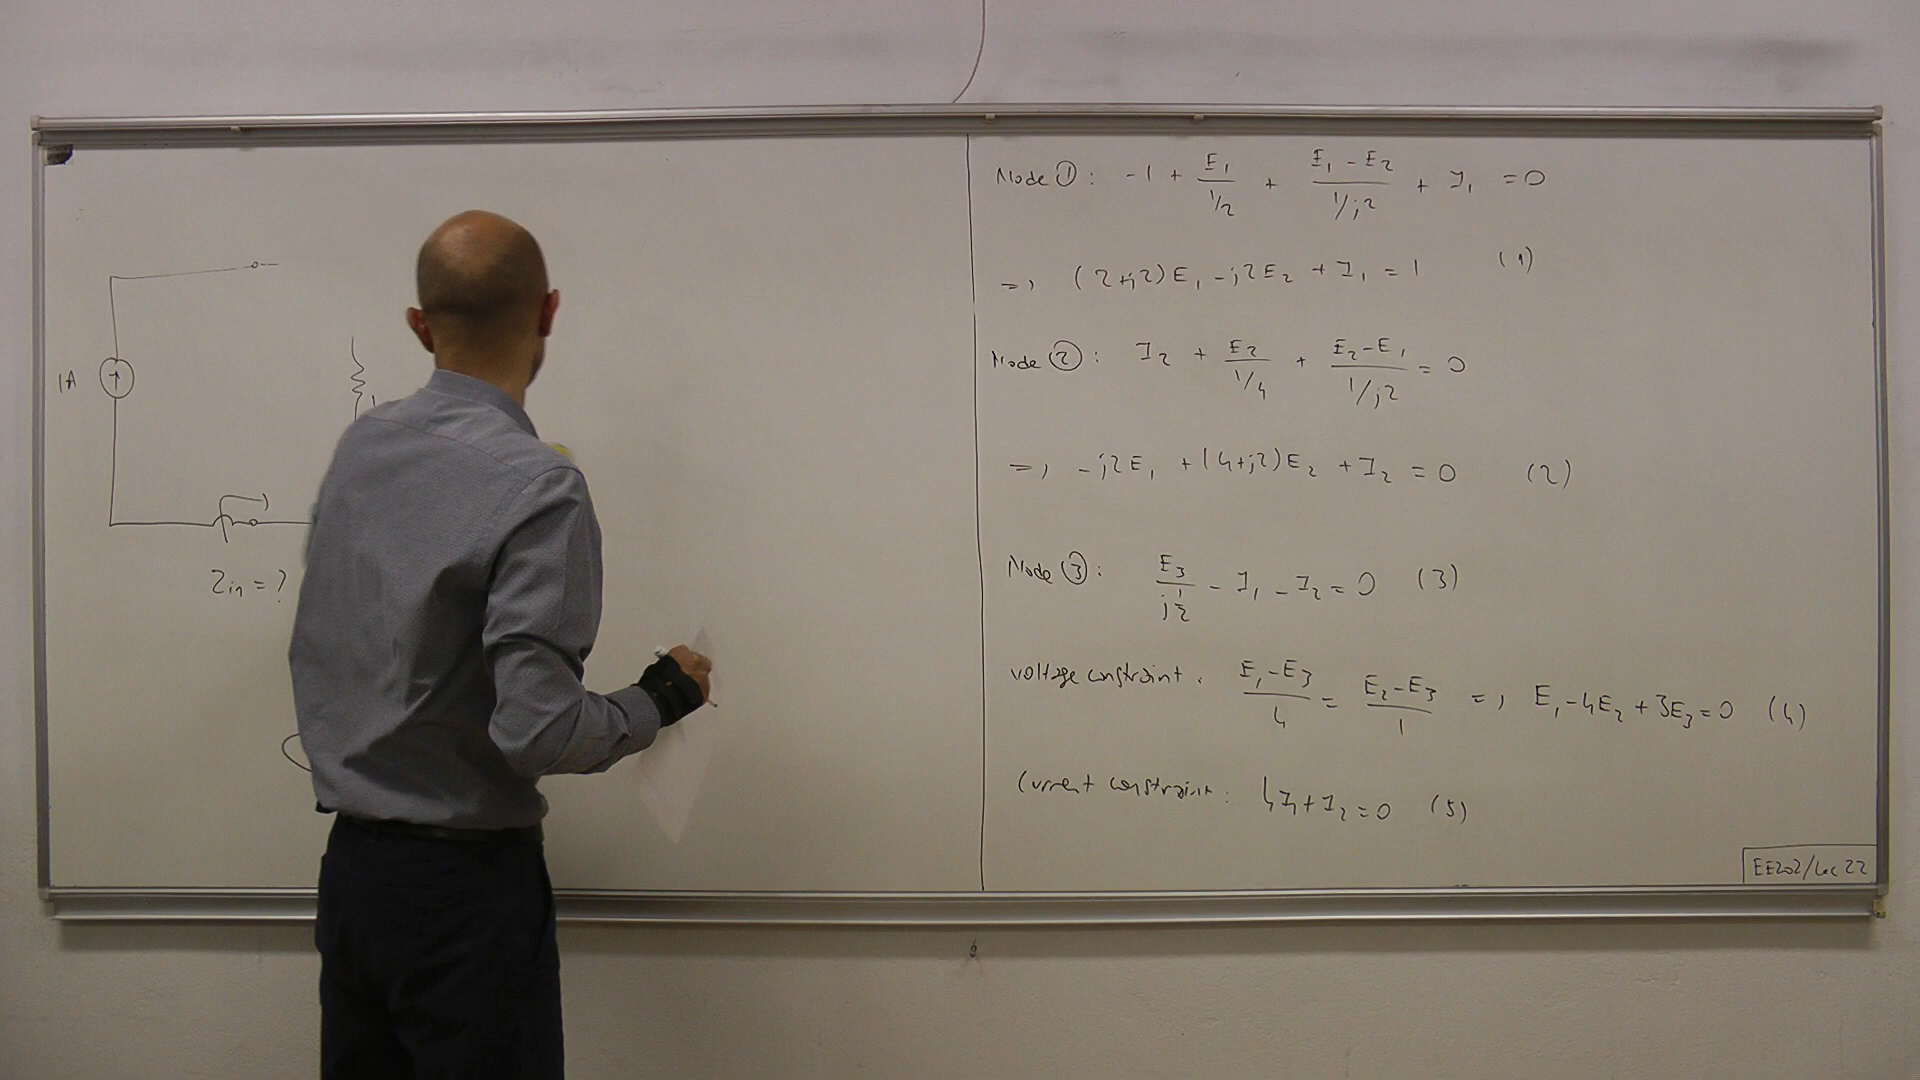 1A
Zin = ?
Node ①: -1 + E1/(1/2) + (E1 - E2)/(1/j2) + I1 = 0
=> (2+j2)E1 - j2E2 + I1 = 1 (1)
Node ②: I2 + E2/(1/4) + (E2 - E1)/(1/j2) = 0
=> -j2E1 + (4+j2)E2 + I2 = 0 (2)
Node ③: E3/(j1/2) - I1 - I2 = 0 (3)
voltage constraint: (E1 - E3)/4 = (E2 - E3)/1 => E1 - 4E2 + 3E3 = 0 (4)
Current constraint: 4I1 + I2 = 0 (5)
EE202/Lec 22